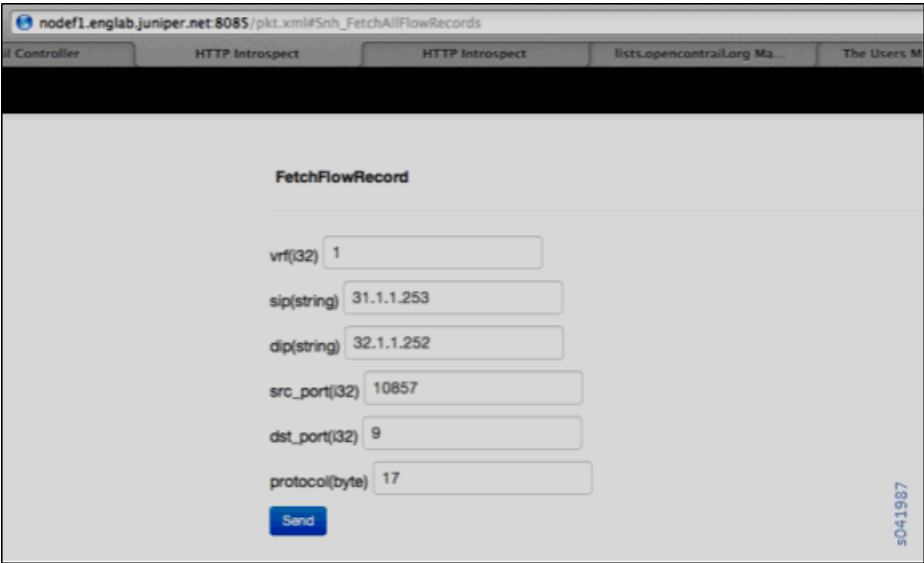 nodef1.englab.juniper.net:8085/pkt.xml#Snh_FetchAllFlowRecords
il Controller HTTP Introspect HTTP Introspect lists.opencontrail.org Ma... The Users M
FetchFlowRecord
vrf(i32) 1
sip(string) 31.1.1.253
dip(string) 32.1.1.252
src_port(i32) 10857
dst_port(i32) 9
protocol(byte) 17
Send
s041987